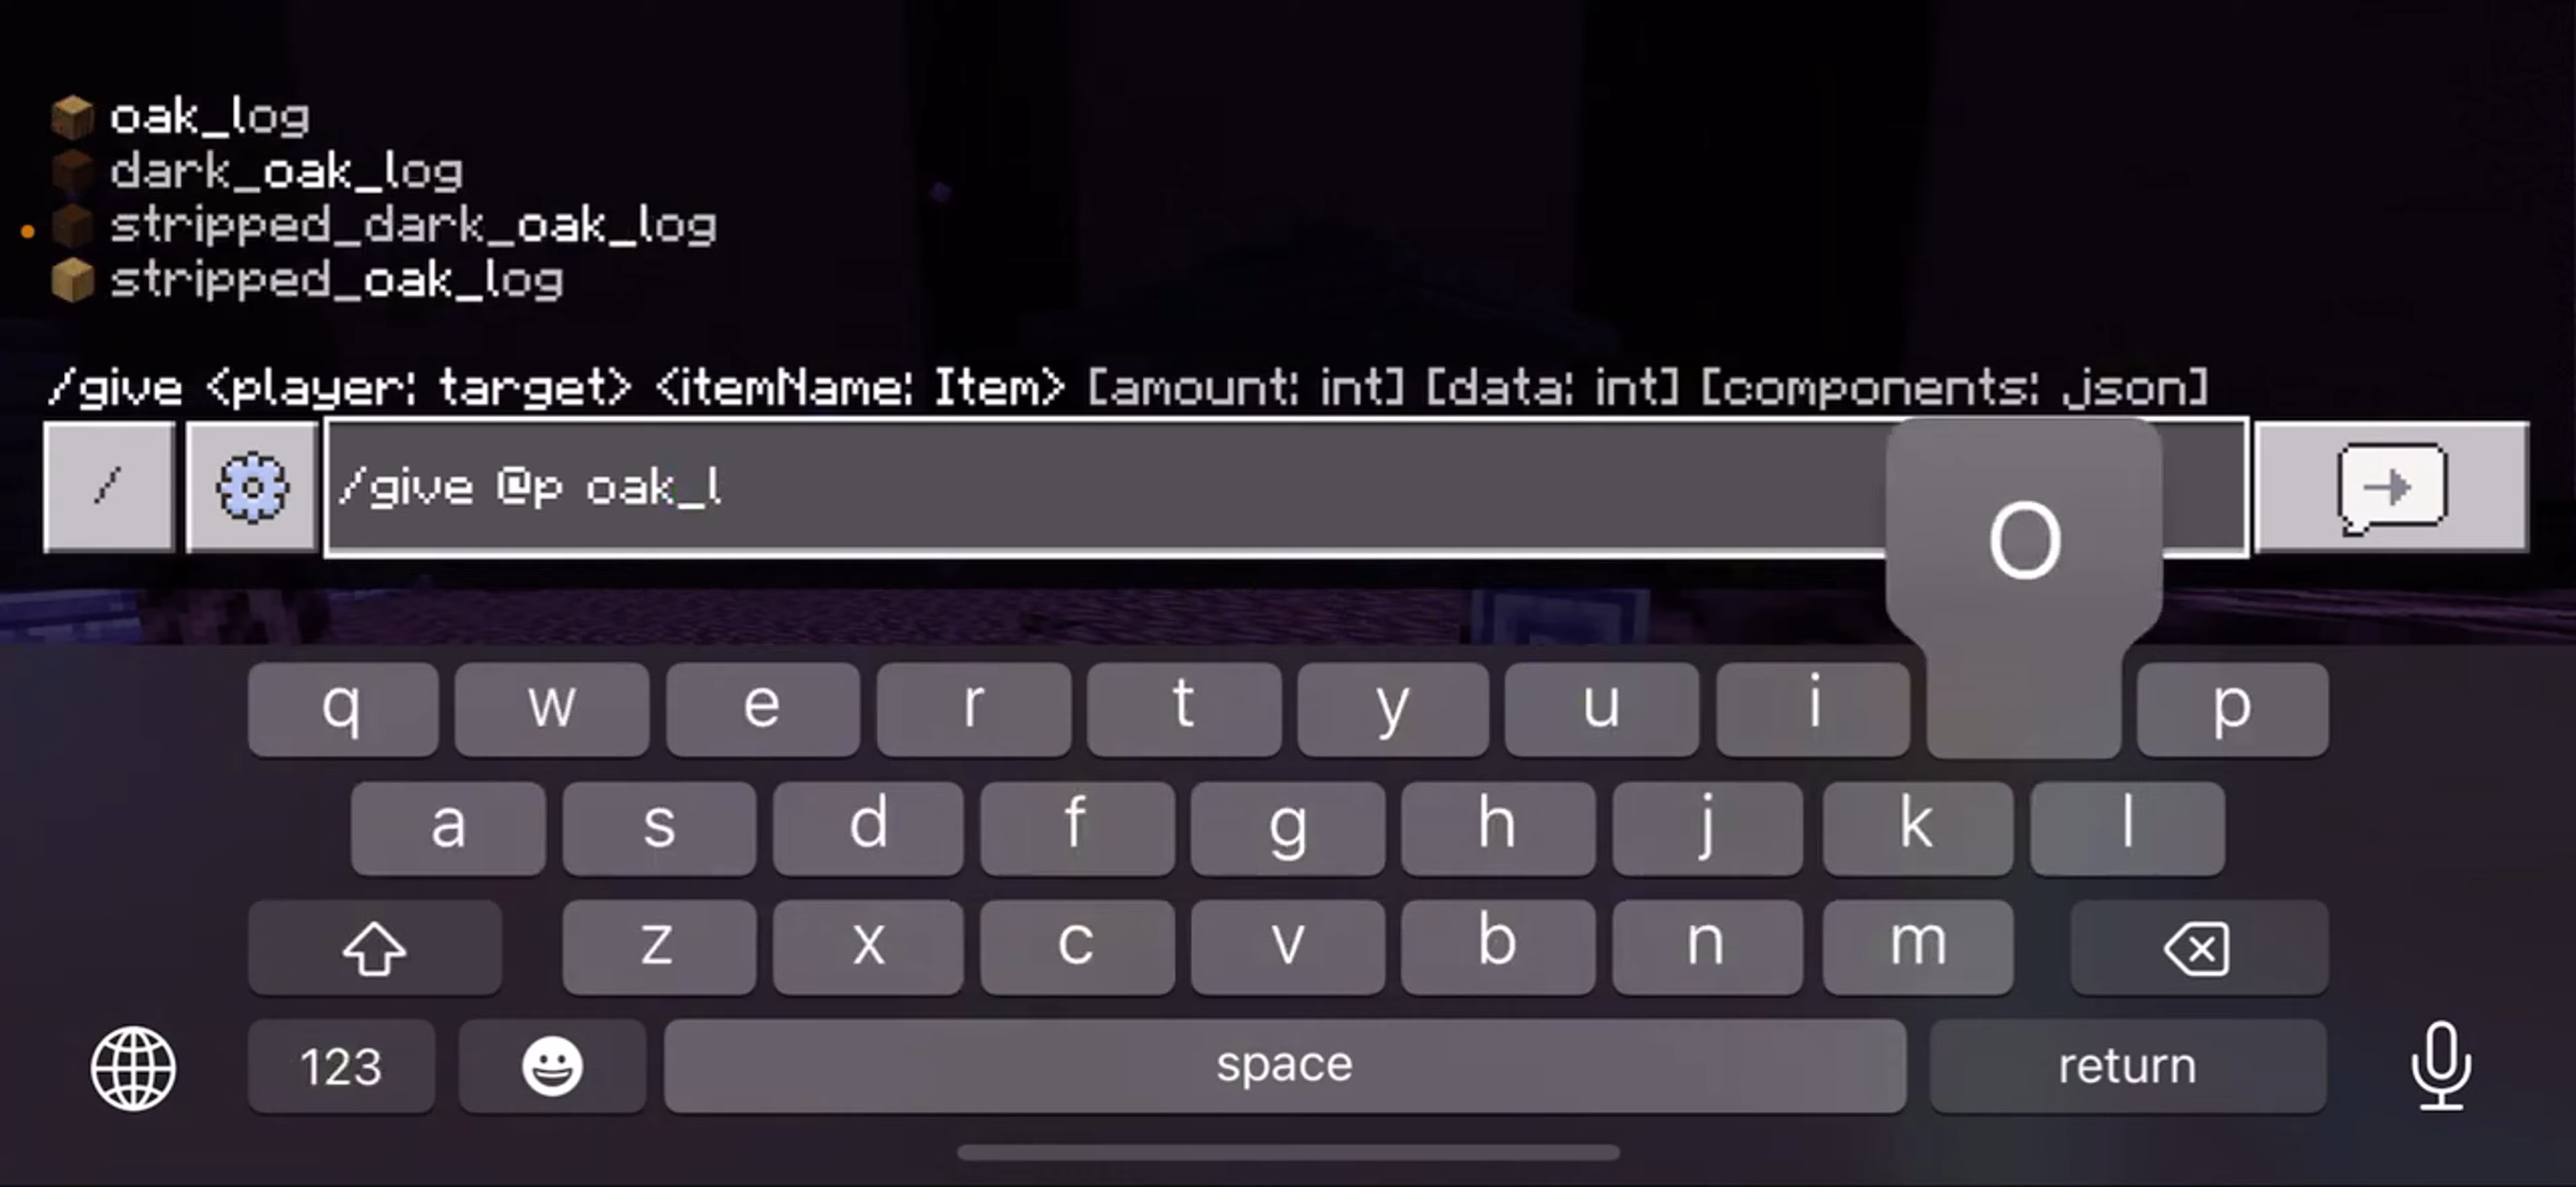 oak_log
dark_oak_log
stripped_dark_oak_log
stripped_oak_log
/give <player: target> <itemName: Item> [amount: int] [data: int] [components: json]
/
/give @p oak_l
O
q w e r t y u i p
a s d f g h j k l
z x c v b n m
123 space return